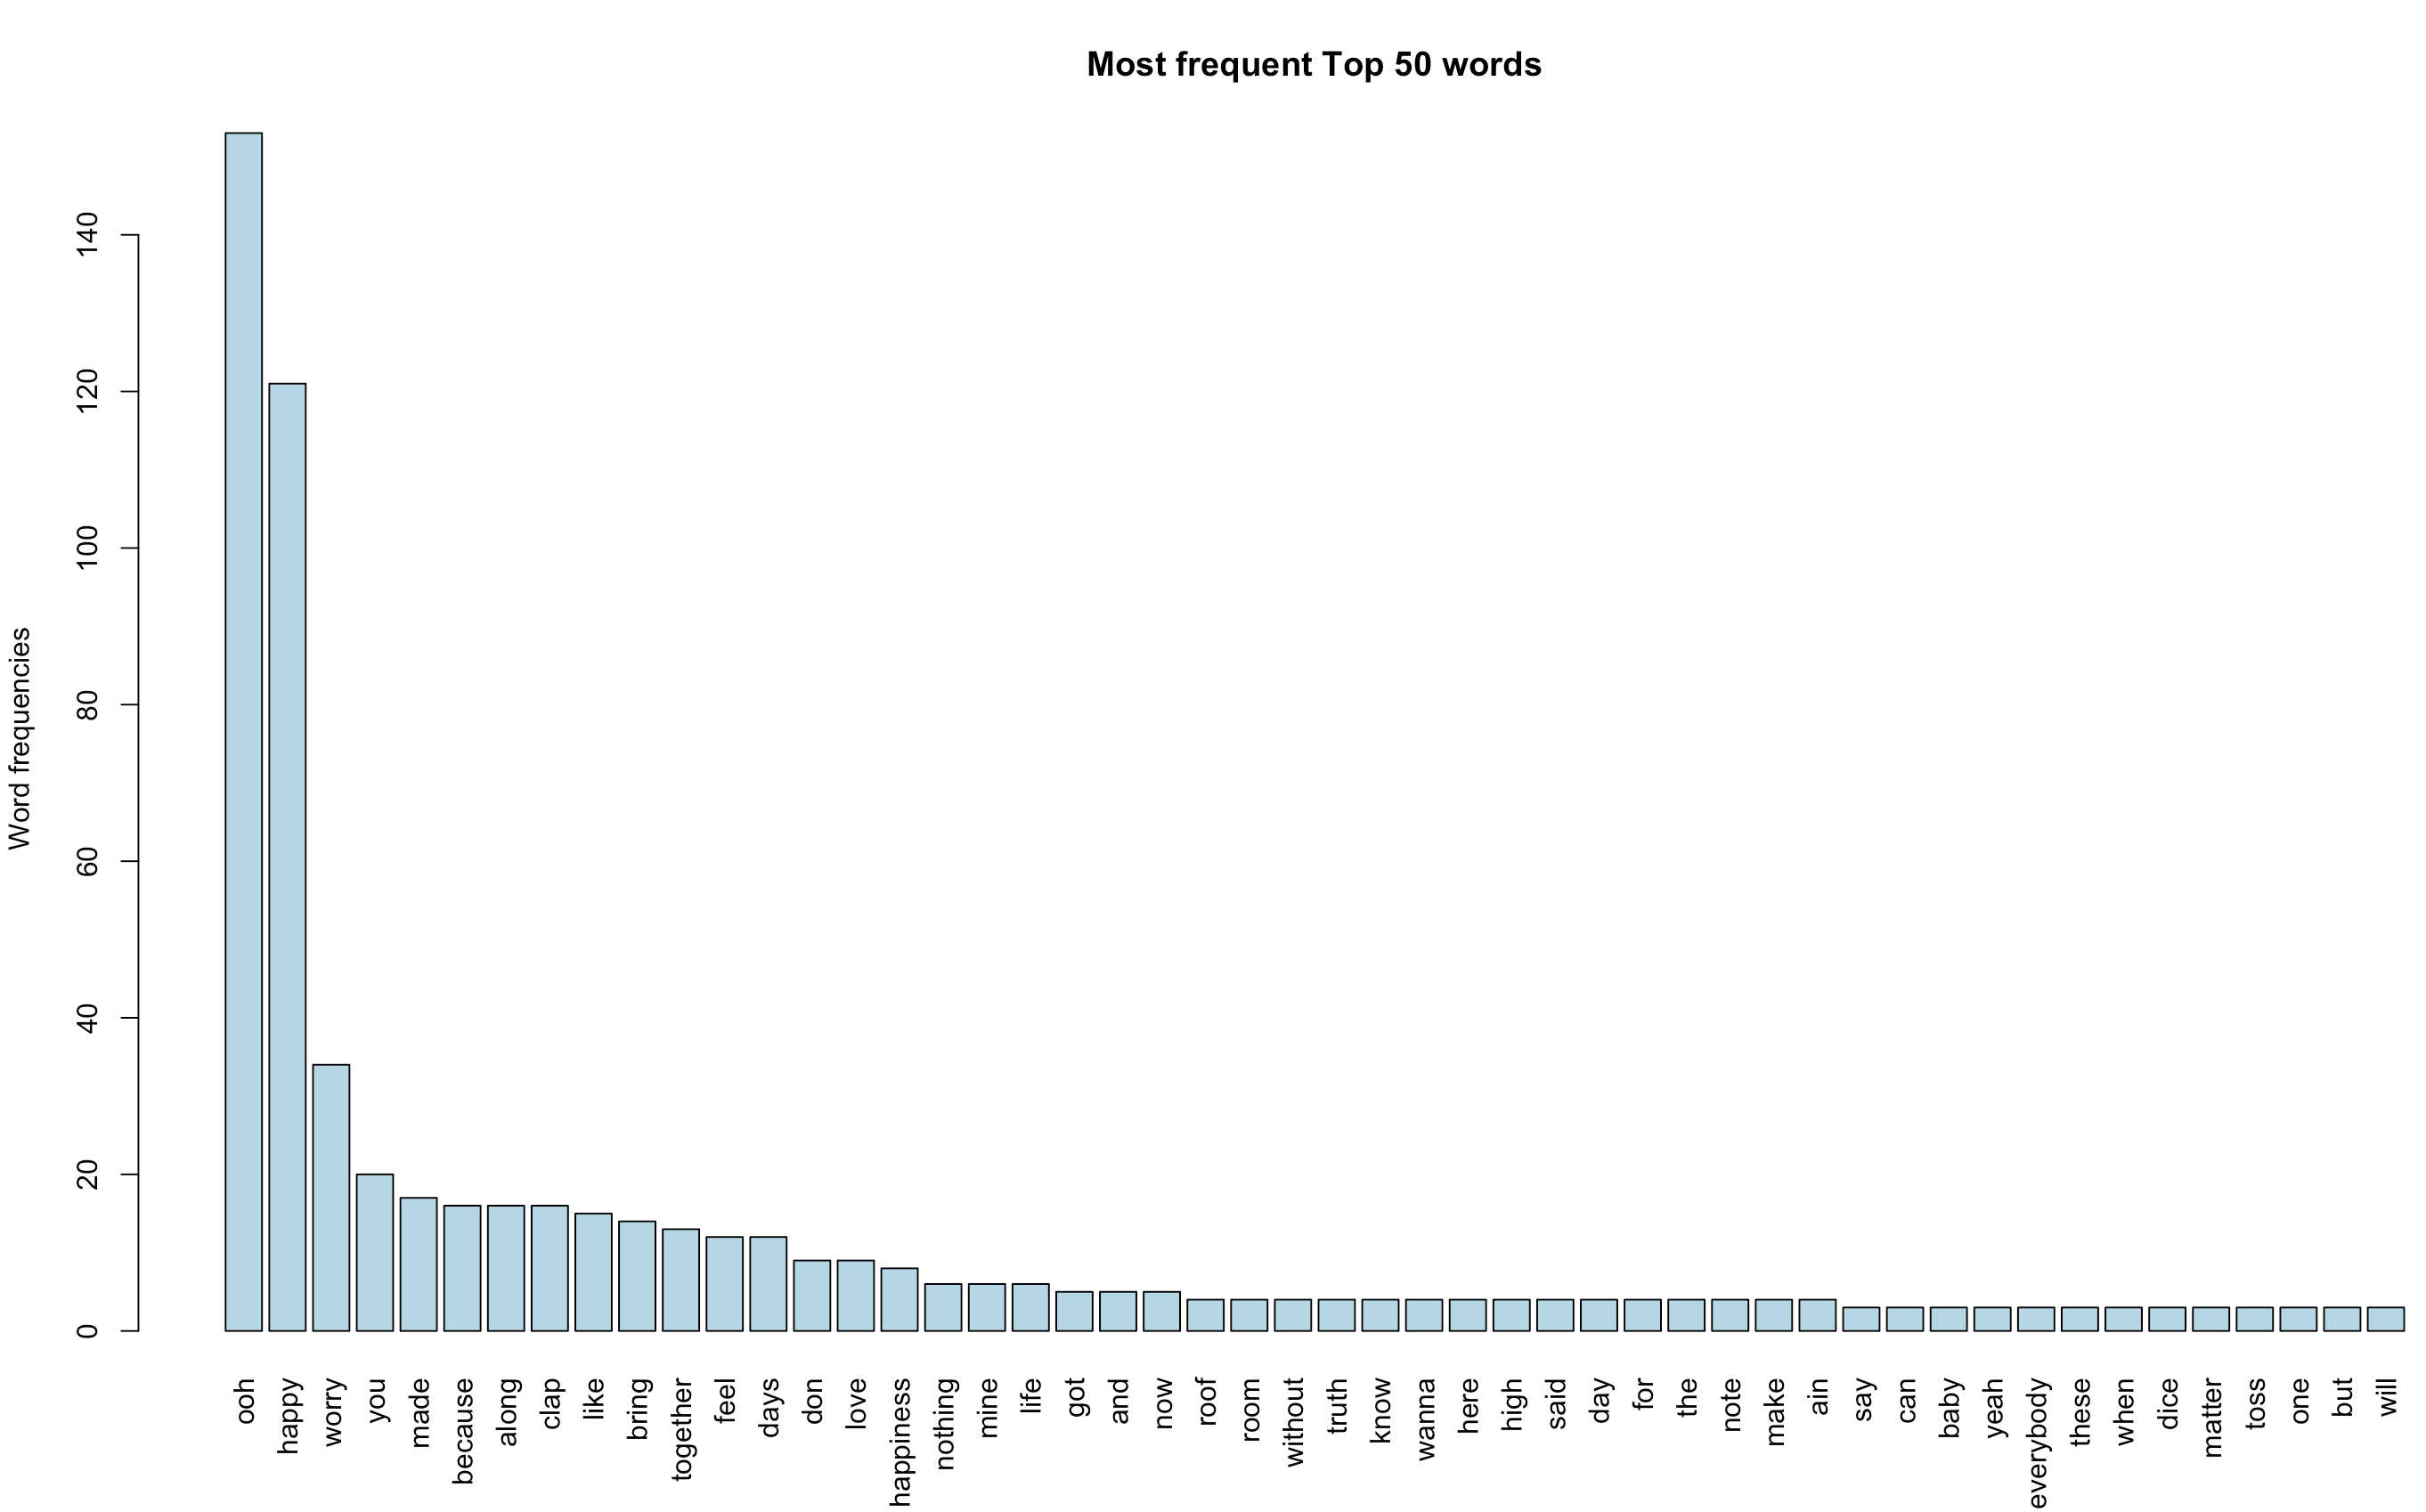 Most frequent Top 50 words
Word frequencies
140
120
100
80
60
40
20
0
ooh
happy
worry
you
made
because
along
clap
like
bring
together
feel
days
don
love
happiness
nothing
mine
life
got
and
now
roof
room
without
truth
know
wanna
here
high
said
day
for
the
note
make
ain
say
can
baby
yeah
everybody
these
when
dice
matter
toss
one
but
will